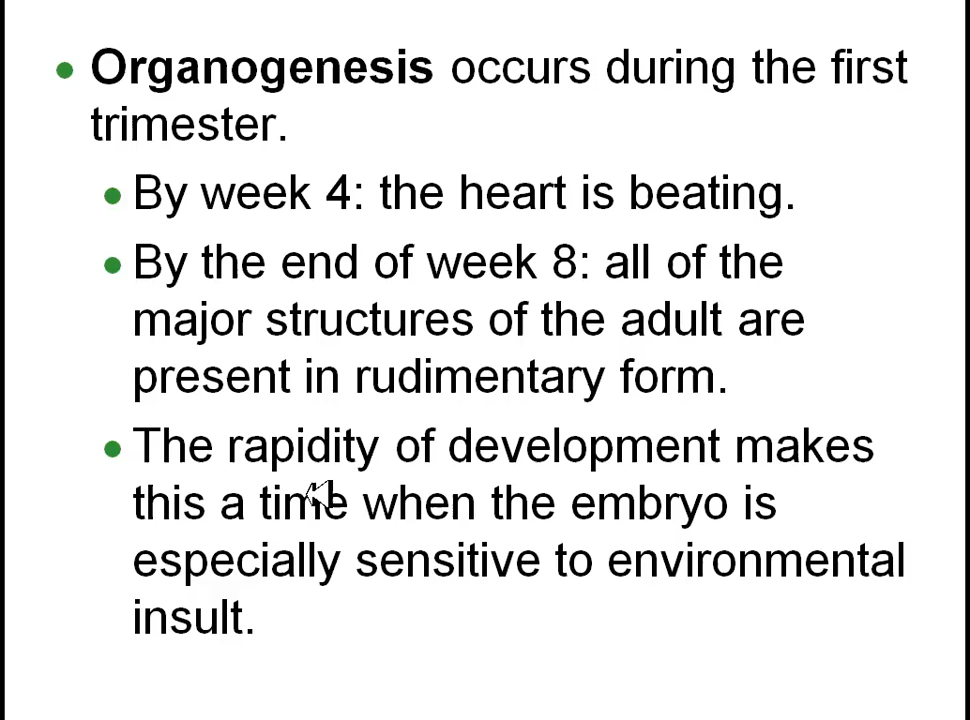 • Organogenesis occurs during the first
trimester.
• By week 4: the heart is beating.
• By the end of week 8: all of the
major structures of the adult are
present in rudimentary form.
• The rapidity of development makes
this a time when the embryo is
especially sensitive to environmental
insult.